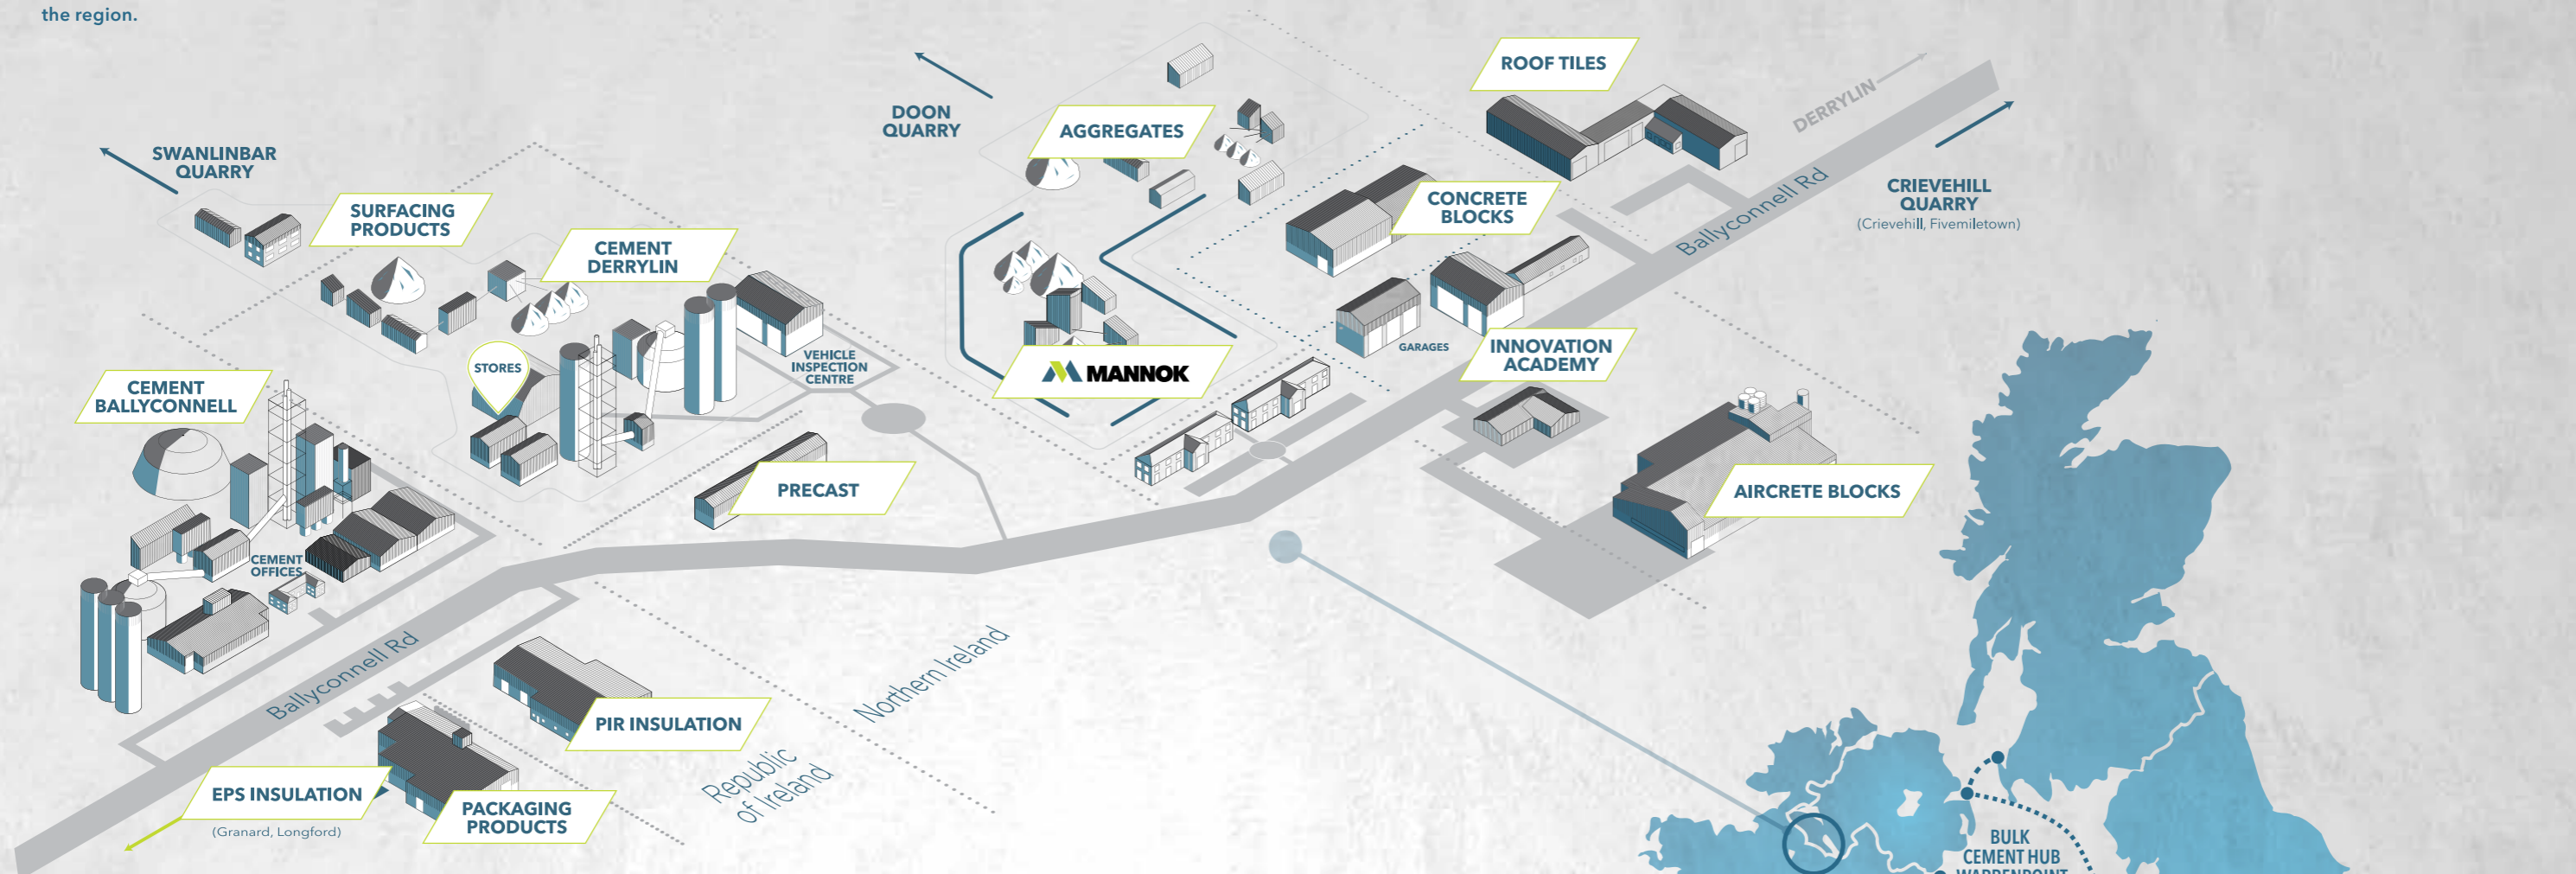 the region.
ROOF TILES
DERRYLIN
DOON
QUARRY
AGGREGATES
SWANLINBAR
QUARRY
CRIEVEHILL
QUARRY
(Crievehill, Fivemiletown)
CONCRETE
BLOCKS
SURFACING
PRODUCTS
Ballyconnell Rd
CEMENT
DERRYLIN
GARAGES
INNOVATION
ACADEMY
VEHICLE
INSPECTION
CENTRE
STORES
MANNOK
CEMENT
BALLYCONNELL
PRECAST
AIRCRETE BLOCKS
CEMENT
OFFICES
Ballyconnell Rd
Northern Ireland
PIR INSULATION
Republic
of Ireland
EPS INSULATION
(Granard, Longford)
PACKAGING
PRODUCTS
BULK
CEMENT HUB
WARRENPOINT